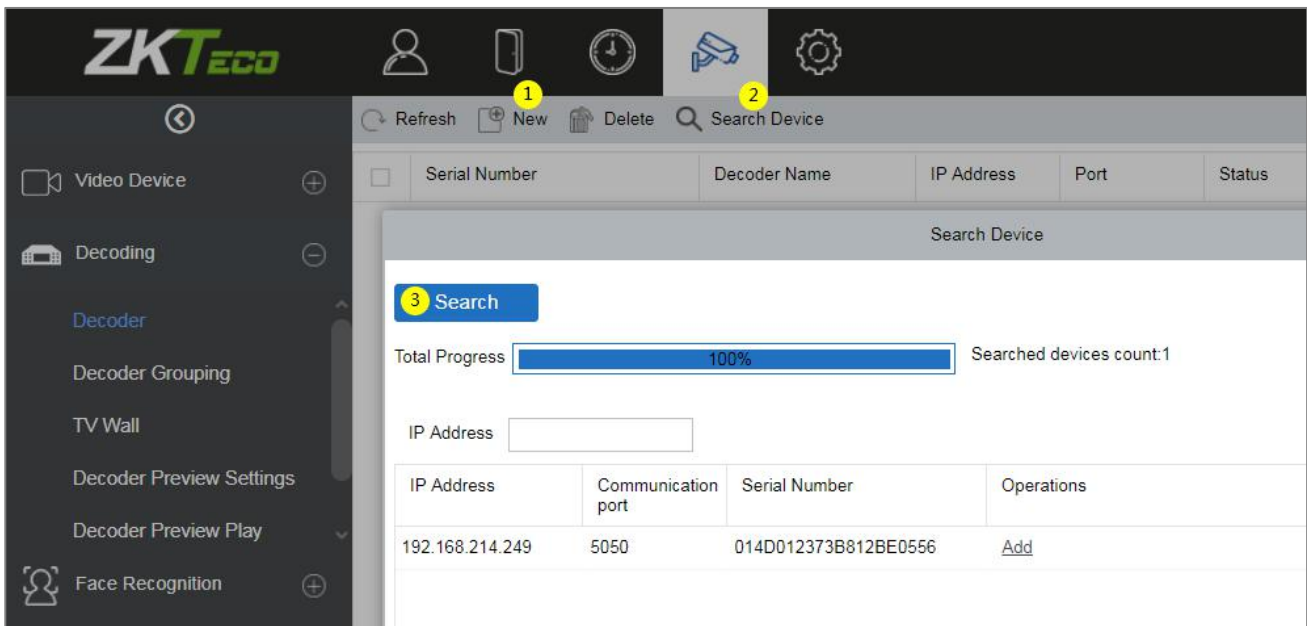 ZKTECO
1
2
Refresh New Delete Search Device
Video Device
Serial Number Decoder Name IP Address Port Status
Decoding
Search Device
3 Search
Decoder
Total Progress 100% Searched devices count:1
Decoder Grouping
TV Wall
IP Address
Decoder Preview Settings
IP Address Communication port Serial Number Operations
Decoder Preview Play
192.168.214.249 5050 014D012373B812BE0556 Add
Face Recognition